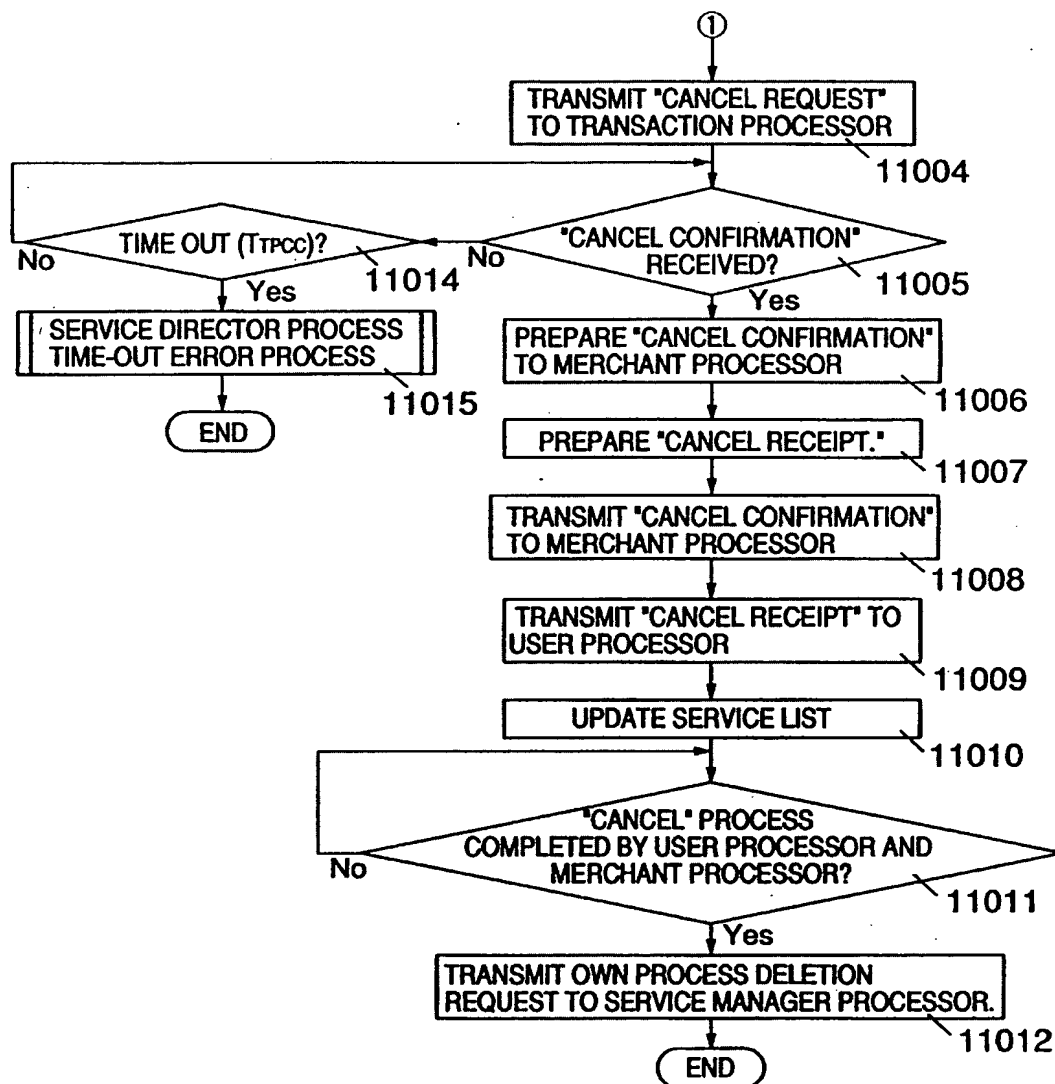 1
TRANSMIT "CANCEL REQUEST"
TO TRANSACTION PROCESSOR
11004
"CANCEL CONFIRMATION"
RECEIVED?
11005
No
Yes
TIME OUT (TTPCC)?
11014
No
Yes
SERVICE DIRECTOR PROCESS
TIME-OUT ERROR PROCESS
11015
END
PREPARE "CANCEL CONFIRMATION"
TO MERCHANT PROCESSOR
11006
PREPARE "CANCEL RECEIPT."
11007
TRANSMIT "CANCEL CONFIRMATION"
TO MERCHANT PROCESSOR
11008
TRANSMIT "CANCEL RECEIPT" TO
USER PROCESSOR
11009
UPDATE SERVICE LIST
11010
"CANCEL" PROCESS
COMPLETED BY USER PROCESSOR AND
MERCHANT PROCESSOR?
11011
No
Yes
TRANSMIT OWN PROCESS DELETION
REQUEST TO SERVICE MANAGER PROCESSOR.
11012
END